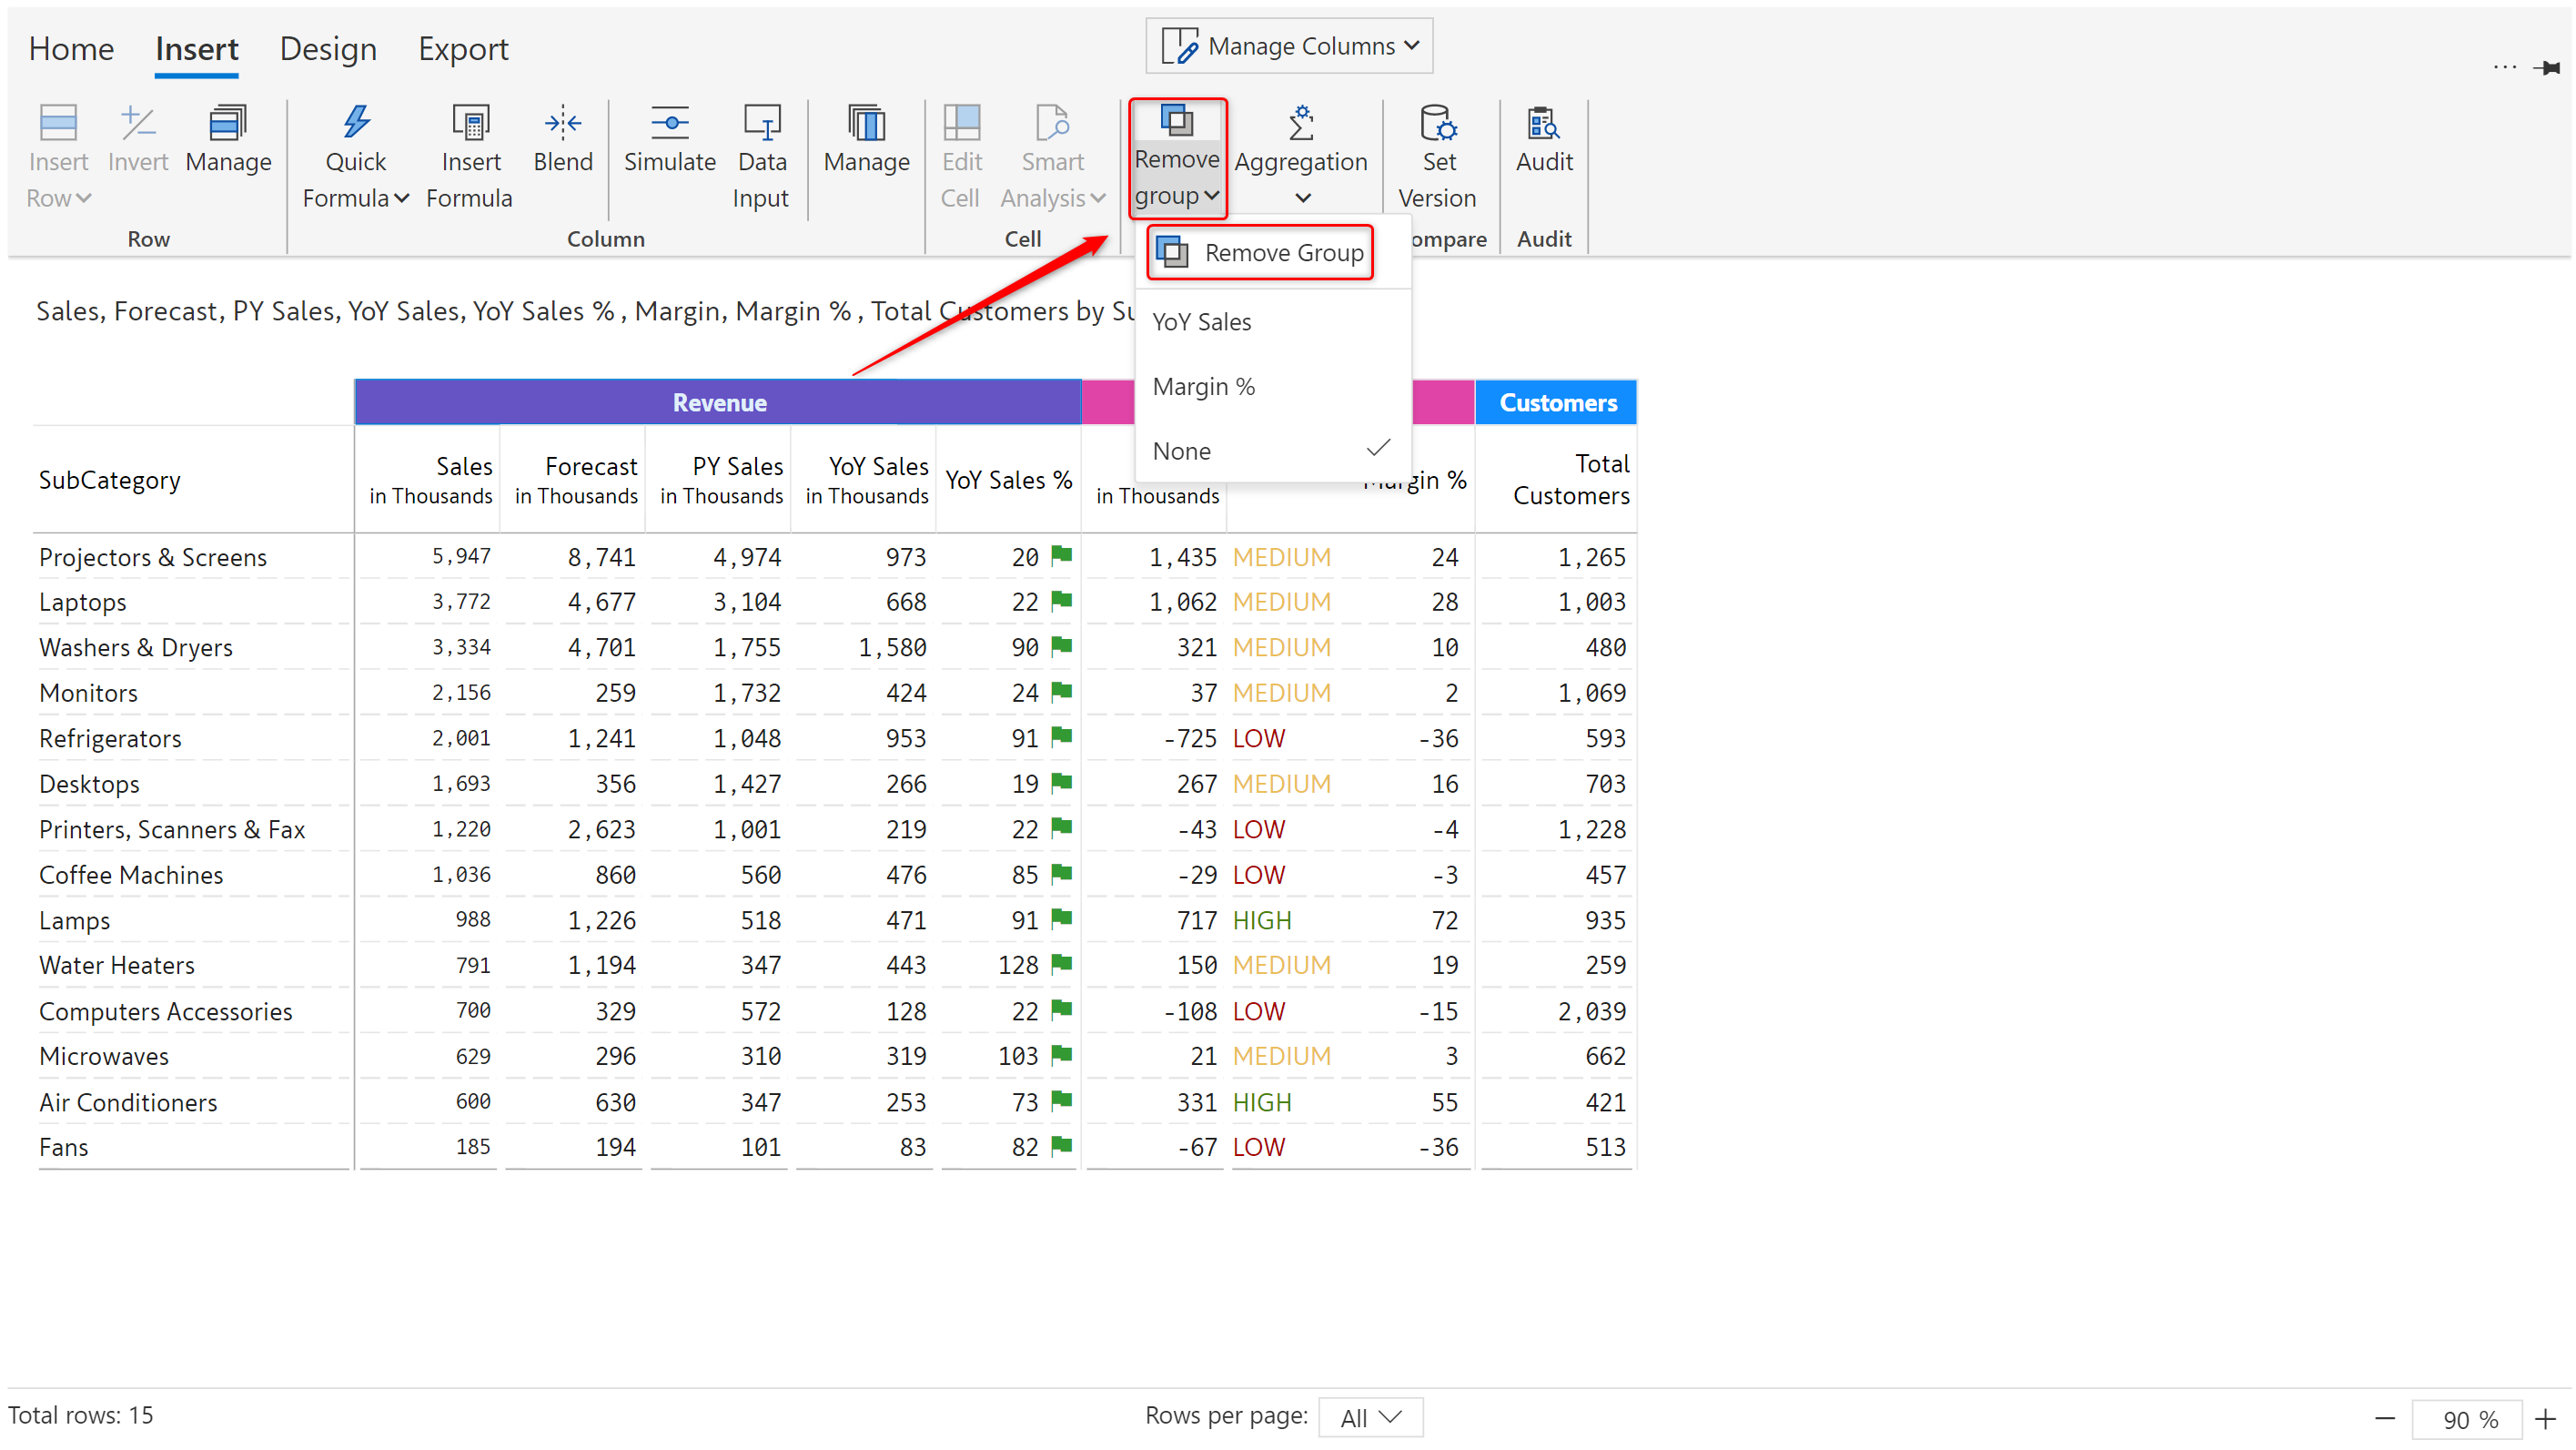 Home Insert Design Export
Manage Columns
...
Insert Row
Invert
Manage
Row
Quick Formula
Insert Formula
Blend
Simulate
Data Input
Manage
Column
Edit Cell
Smart Analysis
Cell
Remove group
Aggregation
Set Version
ompare
Audit
Audit
Remove Group
YoY Sales
Margin %
None
Sales, Forecast, PY Sales, YoY Sales, YoY Sales % , Margin, Margin % , Total Customers by Su
Revenue Customers
SubCategory
Sales in Thousands
Forecast in Thousands
PY Sales in Thousands
YoY Sales in Thousands
YoY Sales %
in Thousands
Margin %
Total Customers
Projectors & Screens 5,947 8,741 4,974 973 20 1,435 MEDIUM 24 1,265
Laptops 3,772 4,677 3,104 668 22 1,062 MEDIUM 28 1,003
Washers & Dryers 3,334 4,701 1,755 1,580 90 321 MEDIUM 10 480
Monitors 2,156 259 1,732 424 24 37 MEDIUM 2 1,069
Refrigerators 2,001 1,241 1,048 953 91 -725 LOW -36 593
Desktops 1,693 356 1,427 266 19 267 MEDIUM 16 703
Printers, Scanners & Fax 1,220 2,623 1,001 219 22 -43 LOW -4 1,228
Coffee Machines 1,036 860 560 476 85 -29 LOW -3 457
Lamps 988 1,226 518 471 91 717 HIGH 72 935
Water Heaters 791 1,194 347 443 128 150 MEDIUM 19 259
Computers Accessories 700 329 572 128 22 -108 LOW -15 2,039
Microwaves 629 296 310 319 103 21 MEDIUM 3 662
Air Conditioners 600 630 347 253 73 331 HIGH 55 421
Fans 185 194 101 83 82 -67 LOW -36 513
Total rows: 15
Rows per page: All
90 %